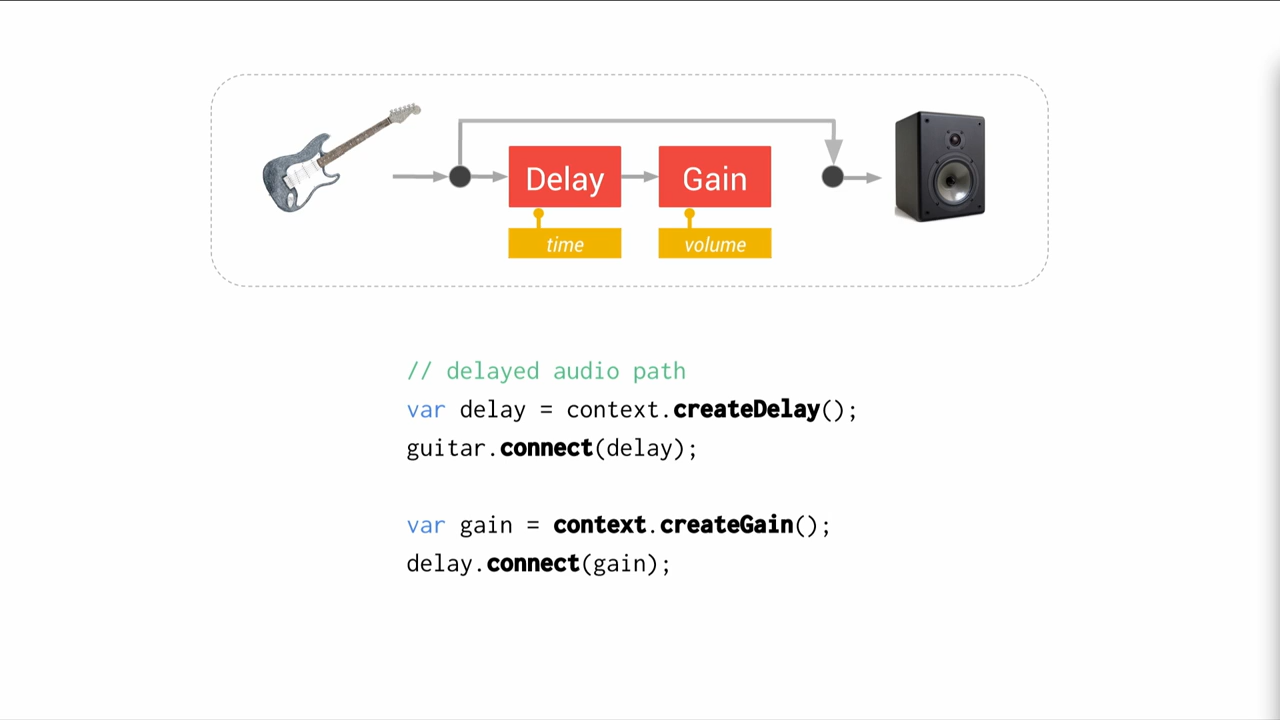 Delay Gain
time volume
// delayed audio path
var delay = context.createDelay();
guitar.connect(delay);
var gain = context.createGain();
delay.connect(gain);